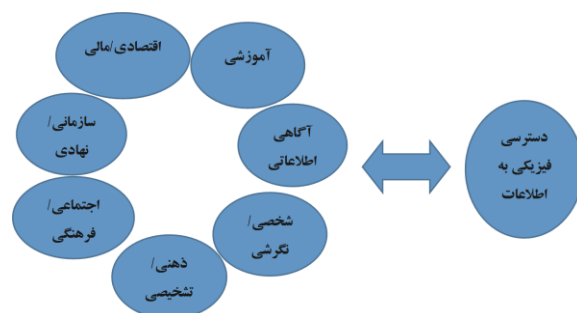 اقتصادی/مالی
آموزشی
سازمانی/
نهادی
آگاهی
اطلاعاتی
دسترسی
فیزیکی به
اطلاعات
اجتماعی/
فرهنگی
شخصی/
نگرشی
ذهنی/
تشخیصی